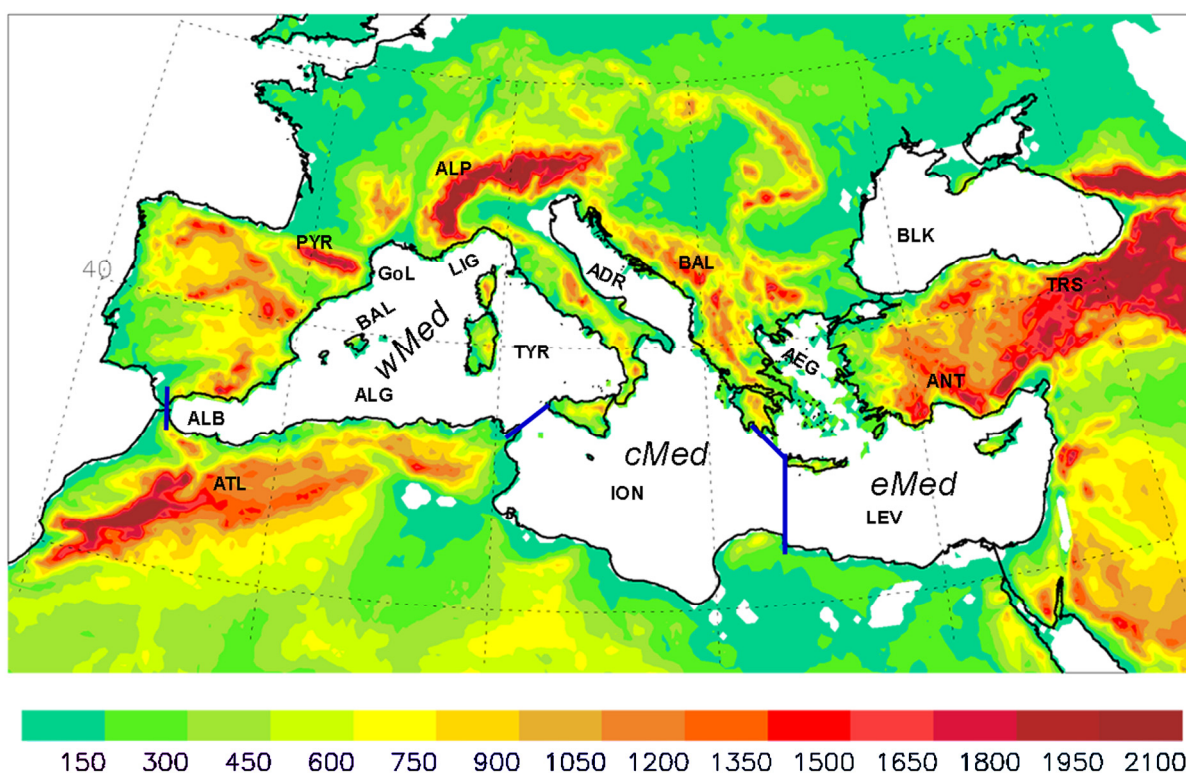 ALP
PYR
GoL
LIG
ADR
BAL
BLK
40
TRS
BAL
wMed
TYR
AEG
ALG
ANT
ALB
cMed
ATL
ION
eMed
LEV
150 300 450 600 750 900 1050 1200 1350 1500 1650 1800 1950 2100